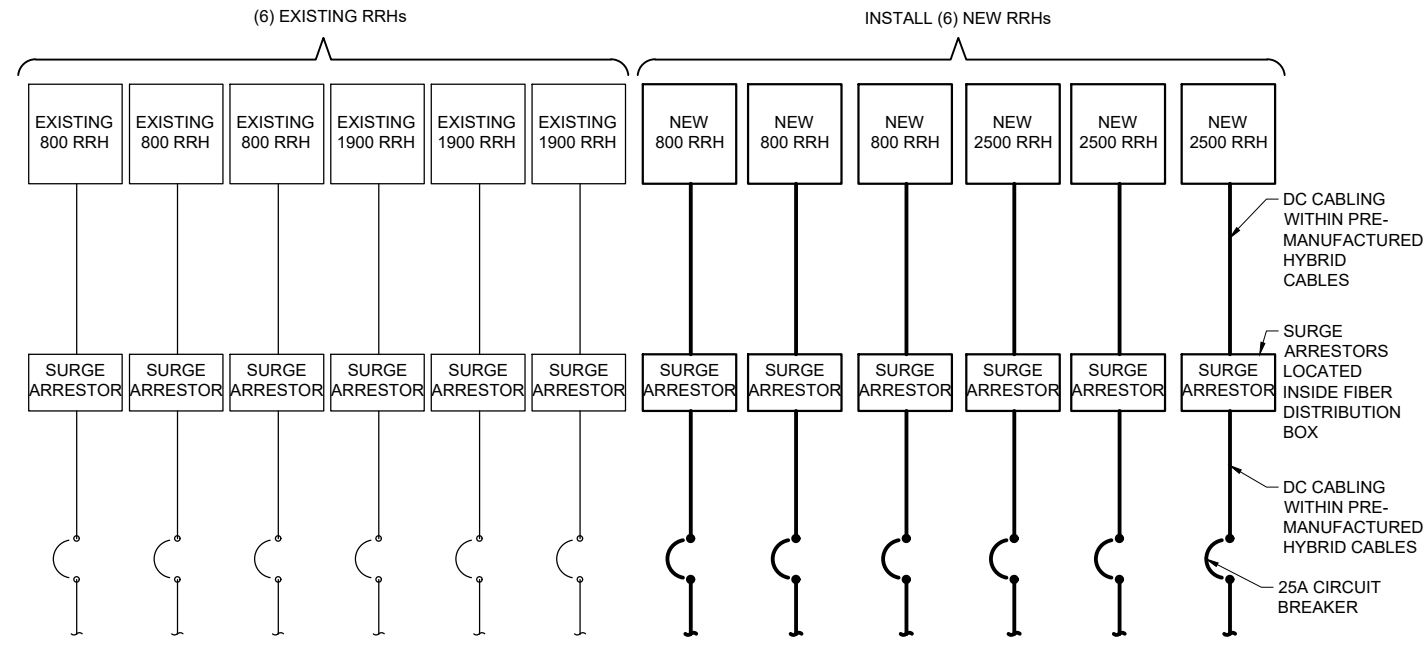 (6) EXISTING RRHs
INSTALL (6) NEW RRHs
EXISTING
800 RRH
EXISTING
800 RRH
EXISTING
800 RRH
EXISTING
1900 RRH
EXISTING
1900 RRH
EXISTING
1900 RRH
NEW
800 RRH
NEW
800 RRH
NEW
800 RRH
NEW
2500 RRH
NEW
2500 RRH
NEW
2500 RRH
DC CABLING
WITHIN PRE-
MANUFACTURED
HYBRID
CABLES
SURGE
ARRESTOR
SURGE
ARRESTOR
SURGE
ARRESTOR
SURGE
ARRESTOR
SURGE
ARRESTOR
SURGE
ARRESTOR
SURGE
ARRESTOR
SURGE
ARRESTOR
SURGE
ARRESTOR
SURGE
ARRESTOR
SURGE
ARRESTOR
SURGE
ARRESTOR
SURGE
ARRESTORS
LOCATED
INSIDE FIBER
DISTRIBUTION
BOX
DC CABLING
WITHIN PRE-
MANUFACTURED
HYBRID CABLES
25A CIRCUIT
BREAKER